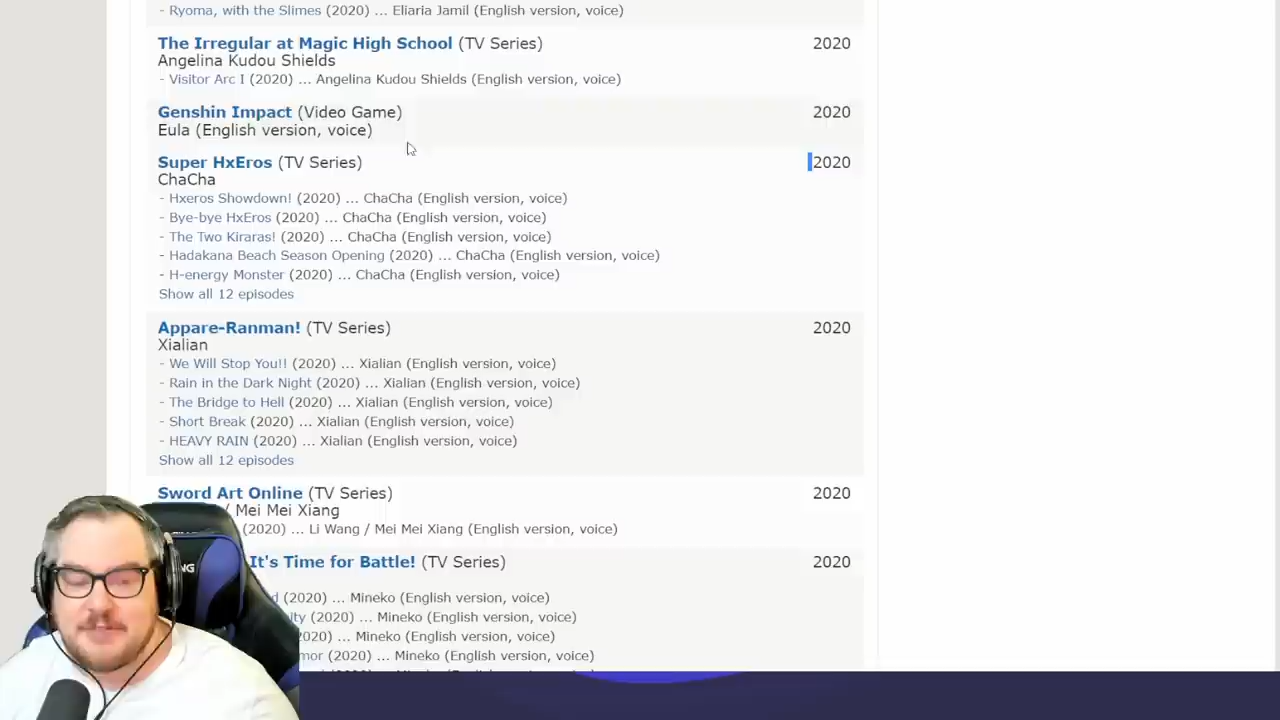 - Ryoma, with the Slimes (2020) ... Eliaria Jamil (English version, voice)
The Irregular at Magic High School (TV Series) 2020
Angelina Kudou Shields
- Visitor Arc I (2020) ... Angelina Kudou Shields (English version, voice)
Genshin Impact (Video Game) 2020
Eula (English version, voice)
Super HxEros (TV Series) 2020
ChaCha
- Hxeros Showdown! (2020) ... ChaCha (English version, voice)
- Bye-bye HxEros (2020) ... ChaCha (English version, voice)
- The Two Kiraras! (2020) ... ChaCha (English version, voice)
- Hadakana Beach Season Opening (2020) ... ChaCha (English version, voice)
- H-energy Monster (2020) ... ChaCha (English version, voice)
Show all 12 episodes
Appare-Ranman! (TV Series) 2020
Xialian
- We Will Stop You!! (2020) ... Xialian (English version, voice)
- Rain in the Dark Night (2020) ... Xialian (English version, voice)
- The Bridge to Hell (2020) ... Xialian (English version, voice)
- Short Break (2020) ... Xialian (English version, voice)
- HEAVY RAIN (2020) ... Xialian (English version, voice)
Show all 12 episodes
Sword Art Online (TV Series) 2020
/ Mei Mei Xiang
(2020) ... Li Wang / Mei Mei Xiang (English version, voice)
It's Time for Battle! (TV Series) 2020
(2020) ... Mineko (English version, voice)
(2020) ... Mineko (English version, voice)
2020) ... Mineko (English version, voice)
(2020) ... Mineko (English version, voice)